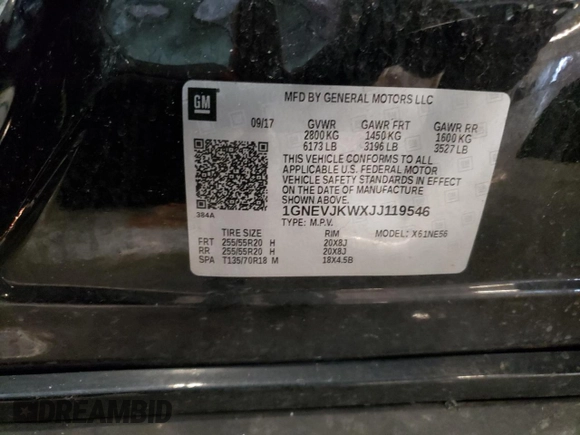 GM
MFD BY GENERAL MOTORS LLC
09/17 GVWR GAWR FRT GAWR RR
2800 KG 1450 KG 1600 KG
6173 LB 3196 LB 3527 LB
THIS VEHICLE CONFORMS TO ALL
APPLICABLE U.S. FEDERAL MOTOR
VEHICLE SAFETY STANDARDS IN EFFECT
ON THE DATE OF MANUFACTURE
SHOWN ABOVE.
384A
1GNEVJKWXJJ119546
TYPE: M.P.V. MODEL: X61NE56
TIRE SIZE RIM
FRT 255/55R20 H 20X8J
RR 255/55R20 H 20X8J
SPA T135/70R18 M 18X4.5B
DREAMBID